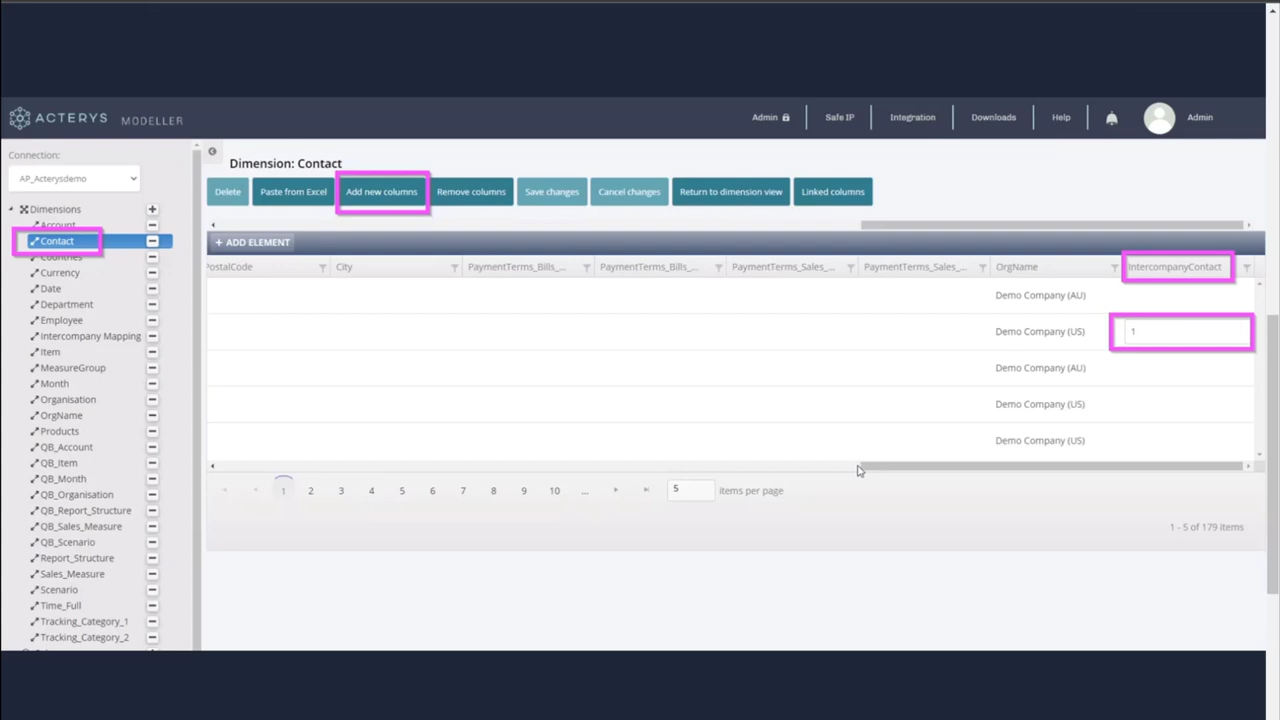 ACTERYS MODELLER
Admin
Safe IP
Integration
Downloads
Help
Admin
Connection:
AP_Acterysdemo
Dimensions
Account
Contact
Countries
Currency
Date
Department
Employee
Intercompany Mapping
Item
MeasureGroup
Month
Organisation
OrgName
Products
QB_Account
QB_Item
QB_Month
QB_Organisation
QB_Report_Structure
QB_Sales_Measure
QB_Scenario
Report_Structure
Sales_Measure
Scenario
Time_Full
Tracking_Category_1
Tracking_Category_2
Dimension: Contact
Delete
Paste from Excel
Add new columns
Remove columns
Save changes
Cancel changes
Return to dimension view
Linked columns
+ ADD ELEMENT
PostalCode
City
PaymentTerms_Bills_...
PaymentTerms_Bills_...
PaymentTerms_Sales_...
PaymentTerms_Sales_...
OrgName
IntercompanyContact
Demo Company (AU)
Demo Company (US)
1
Demo Company (AU)
Demo Company (US)
Demo Company (US)
1 2 3 4 5 6 7 8 9 10 ...
5 items per page
1 - 5 of 179 items